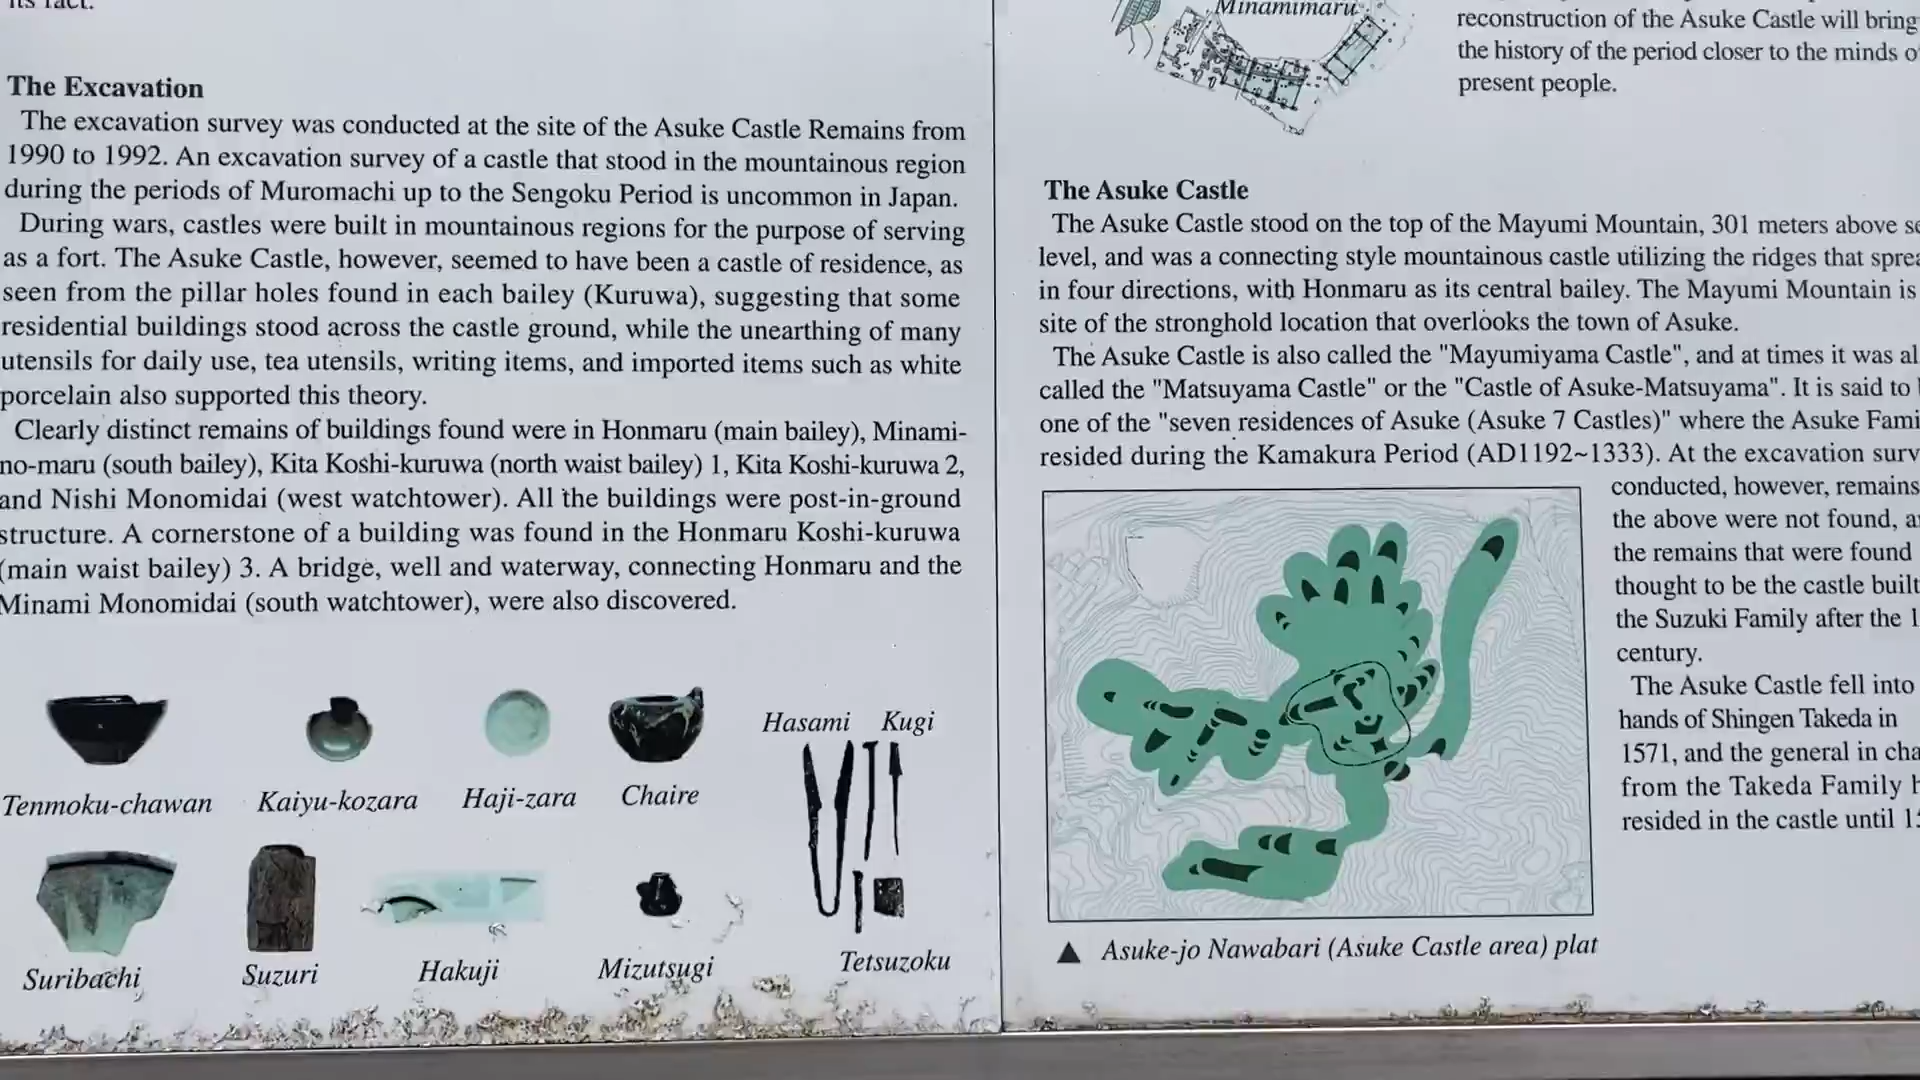 its fact.
The Excavation
The excavation survey was conducted at the site of the Asuke Castle Remains from
1990 to 1992. An excavation survey of a castle that stood in the mountainous region
during the periods of Muromachi up to the Sengoku Period is uncommon in Japan.
During wars, castles were built in mountainous regions for the purpose of serving
as a fort. The Asuke Castle, however, seemed to have been a castle of residence, as
seen from the pillar holes found in each bailey (Kuruwa), suggesting that some
residential buildings stood across the castle ground, while the unearthing of many
utensils for daily use, tea utensils, writing items, and imported items such as white
porcelain also supported this theory.
Clearly distinct remains of buildings found were in Honmaru (main bailey), Minami-
no-maru (south bailey), Kita Koshi-kuruwa (north waist bailey) 1, Kita Koshi-kuruwa 2,
and Nishi Monomidai (west watchtower). All the buildings were post-in-ground
structure. A cornerstone of a building was found in the Honmaru Koshi-kuruwa
(main waist bailey) 3. A bridge, well and waterway, connecting Honmaru and the
Minami Monomidai (south watchtower), were also discovered.
Hasami Kugi
Tenmoku-chawan Kaiyu-kozara Haji-zara Chaire
Suribachi Suzuri Hakuji Mizutsugi Tetsuzoku
Minamimaru
reconstruction of the Asuke Castle will bring
the history of the period closer to the minds o
present people.
The Asuke Castle
The Asuke Castle stood on the top of the Mayumi Mountain, 301 meters above se
level, and was a connecting style mountainous castle utilizing the ridges that sprea
in four directions, with Honmaru as its central bailey. The Mayumi Mountain is
site of the stronghold location that overlooks the town of Asuke.
The Asuke Castle is also called the "Mayumiyama Castle", and at times it was al
called the "Matsuyama Castle" or the "Castle of Asuke-Matsuyama". It is said to
one of the "seven residences of Asuke (Asuke 7 Castles)" where the Asuke Fami
resided during the Kamakura Period (AD1192~1333). At the excavation surv
conducted, however, remains
the above were not found, a
the remains that were found
thought to be the castle built
the Suzuki Family after the 1
century.
The Asuke Castle fell into
hands of Shingen Takeda in
1571, and the general in cha
from the Takeda Family h
resided in the castle until 15
▲ Asuke-jo Nawabari (Asuke Castle area) plat